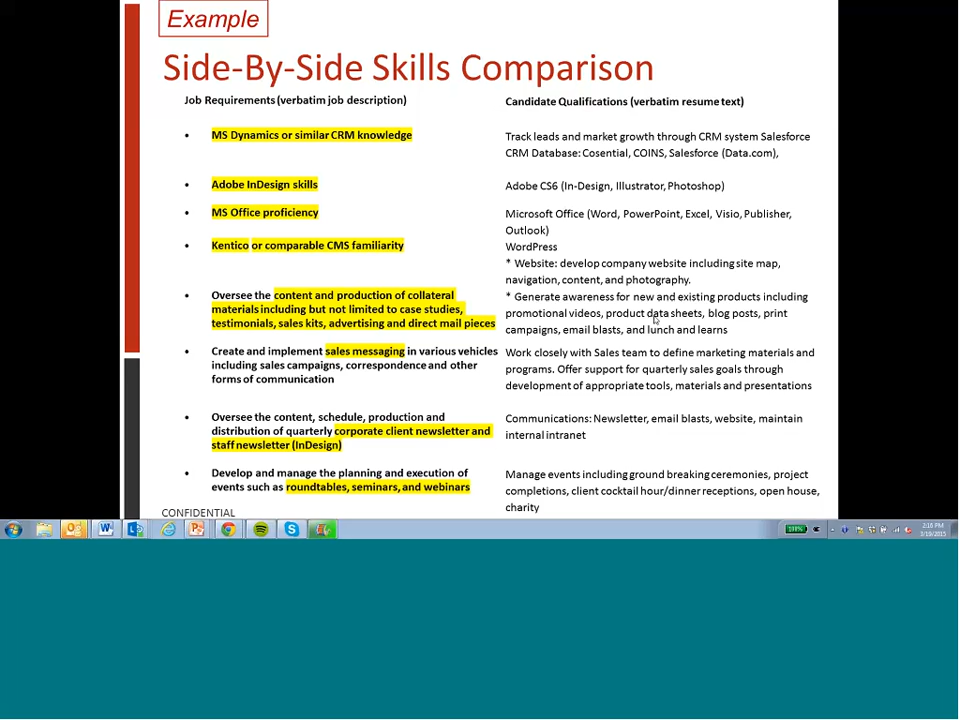 Example
Side-By-Side Skills Comparison
Job Requirements (verbatim job description)
Candidate Qualifications (verbatim resume text)
• MS Dynamics or similar CRM knowledge
Track leads and market growth through CRM system Salesforce
CRM Database: Cosential, COINS, Salesforce (Data.com),
• Adobe InDesign skills
Adobe CS6 (In-Design, Illustrator, Photoshop)
• MS Office proficiency
Microsoft Office (Word, PowerPoint, Excel, Visio, Publisher,
Outlook)
• Kentico or comparable CMS familiarity
WordPress
* Website: develop company website including site map,
navigation, content, and photography.
• Oversee the content and production of collateral
materials including but not limited to case studies,
testimonials, sales kits, advertising and direct mail pieces
* Generate awareness for new and existing products including
promotional videos, product data sheets, blog posts, print
campaigns, email blasts, and lunch and learns
• Create and implement sales messaging in various vehicles
including sales campaigns, correspondence and other
forms of communication
Work closely with Sales team to define marketing materials and
programs. Offer support for quarterly sales goals through
development of appropriate tools, materials and presentations
• Oversee the content, schedule, production and
distribution of quarterly corporate client newsletter and
staff newsletter (InDesign)
Communications: Newsletter, email blasts, website, maintain
internal intranet
• Develop and manage the planning and execution of
events such as roundtables, seminars, and webinars
Manage events including ground breaking ceremonies, project
completions, client cocktail hour/dinner receptions, open house,
charity
CONFIDENTIAL
100%
2:16 PM
3/19/2015